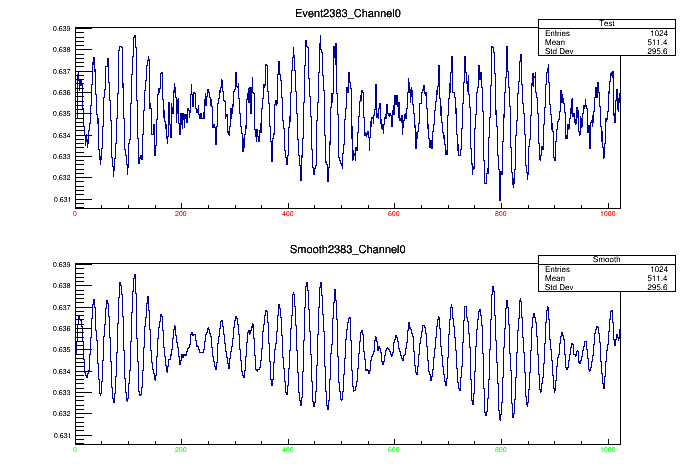 Event2383_Channel0
Test
Entries 1024
Mean 511.4
Std Dev 295.6
0.639
0.638
0.637
0.636
0.635
0.634
0.633
0.632
0.631
0 200 400 600 800 1000
Smooth2383_Channel0
Smooth
Entries 1024
Mean 511.4
Std Dev 295.6
0.639
0.638
0.637
0.636
0.635
0.634
0.633
0.632
0.631
0 200 400 600 800 1000